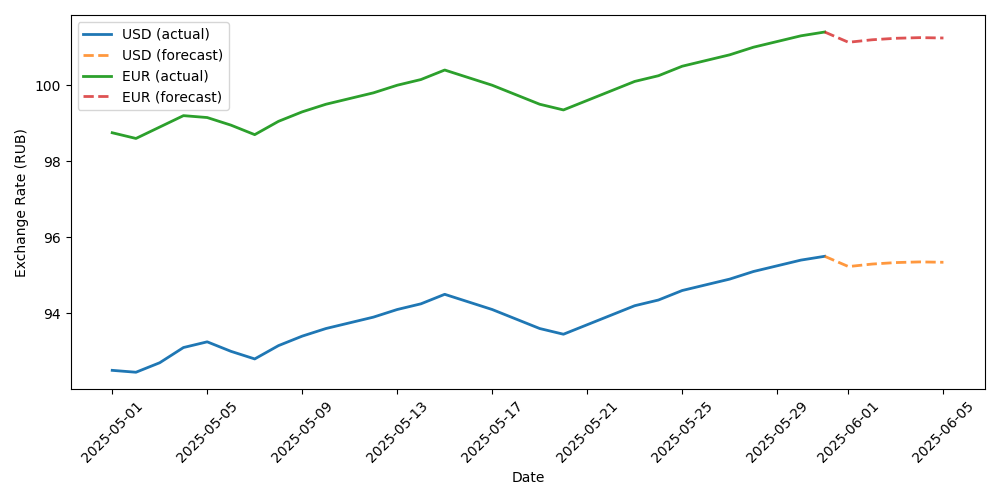 USD (actual)
USD (forecast)
EUR (actual)
EUR (forecast)
Exchange Rate (RUB)
100
98
96
94
2025-05-01
2025-05-05
2025-05-09
2025-05-13
2025-05-17
2025-05-21
2025-05-25
2025-05-29
2025-06-01
2025-06-05
Date